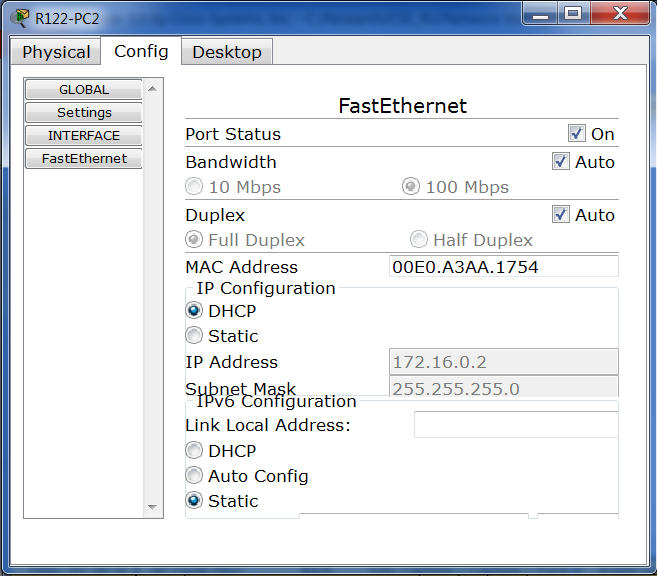 R122-PC2
Physical Config Desktop
GLOBAL
Settings
INTERFACE
FastEthernet
FastEthernet
Port Status On
Bandwidth Auto
10 Mbps 100 Mbps
Duplex Auto
Full Duplex Half Duplex
MAC Address 00E0.A3AA.1754
IP Configuration
DHCP
Static
IP Address 172.16.0.2
Subnet Mask 255.255.255.0
IPv6 Configuration
Link Local Address:
DHCP
Auto Config
Static